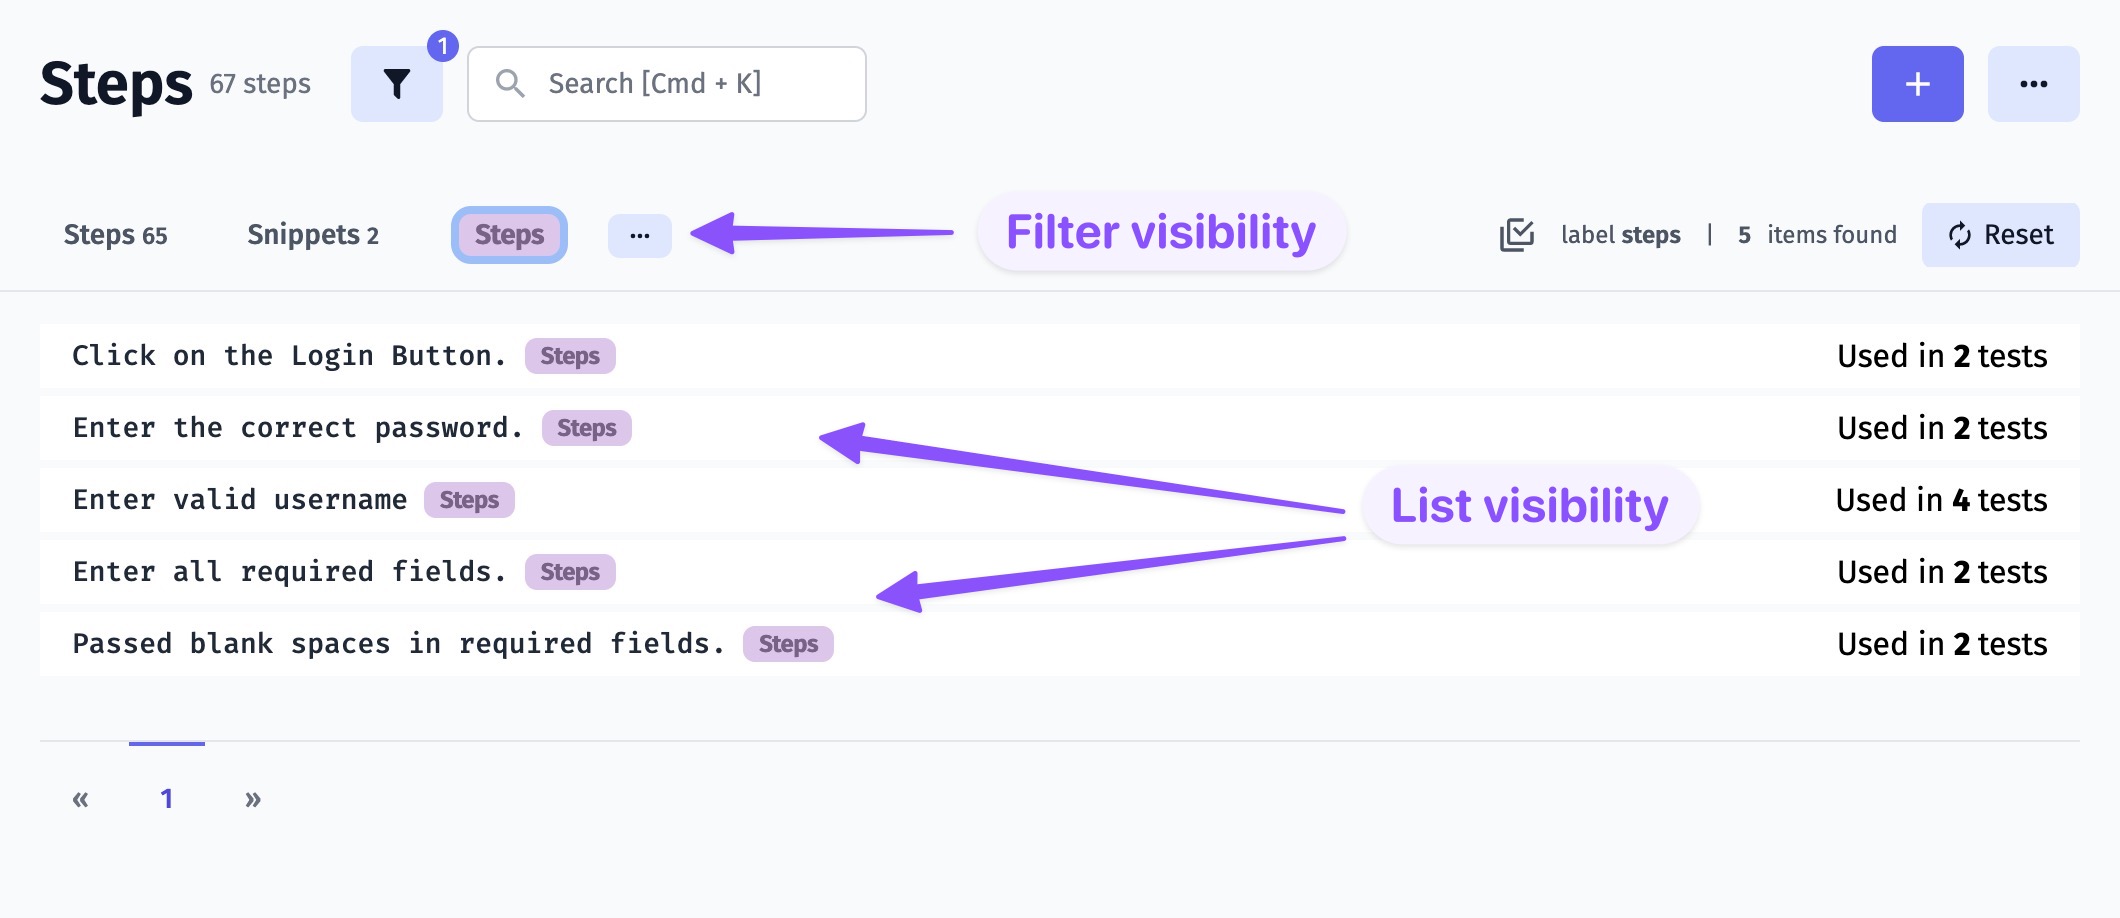 Steps 67 steps 1 Search [Cmd + K] + ...
Steps 65 Snippets 2 Steps ... Filter visibility label steps | 5 items found Reset
Click on the Login Button. Steps Used in 2 tests
Enter the correct password. Steps Used in 2 tests
Enter valid username Steps Used in 4 tests
List visibility
Enter all required fields. Steps Used in 2 tests
Passed blank spaces in required fields. Steps Used in 2 tests
« 1 »